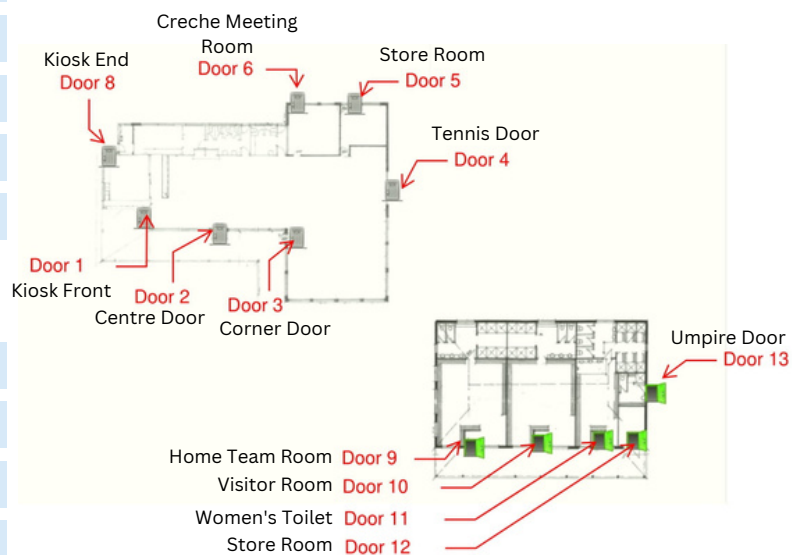 Creche Meeting
Room
Door 6
Store Room
Door 5
Kiosk End
Door 8
Tennis Door
Door 4
Door 1
Kiosk Front
Door 2
Centre Door
Door 3
Corner Door
Umpire Door
Door 13
Home Team Room Door 9
Visitor Room Door 10
Women's Toilet Door 11
Store Room Door 12